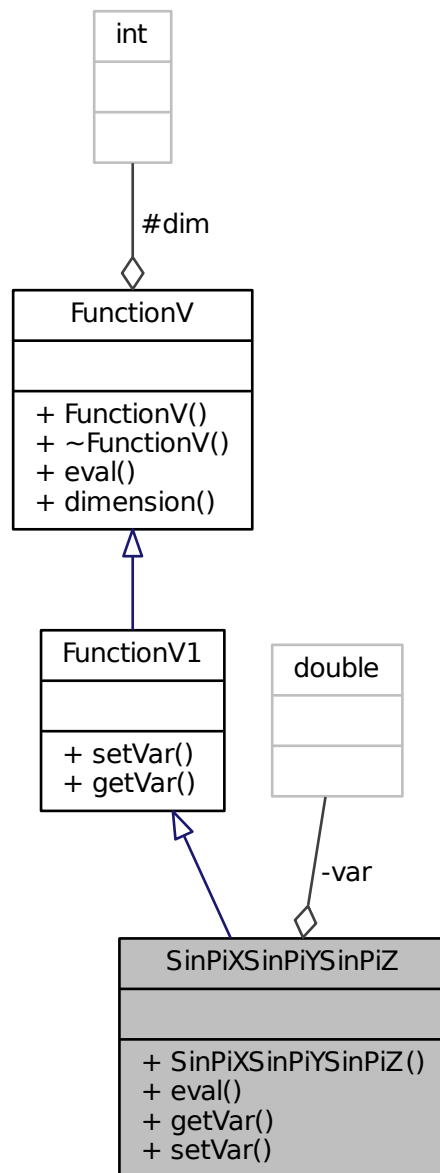 int
#dim
FunctionV
+ FunctionV()
+ ~FunctionV()
+ eval()
+ dimension()
FunctionV1
+ setVar()
+ getVar()
double
-var
SinPiXSinPiYSinPiZ
+ SinPiXSinPiYSinPiZ()
+ eval()
+ getVar()
+ setVar()